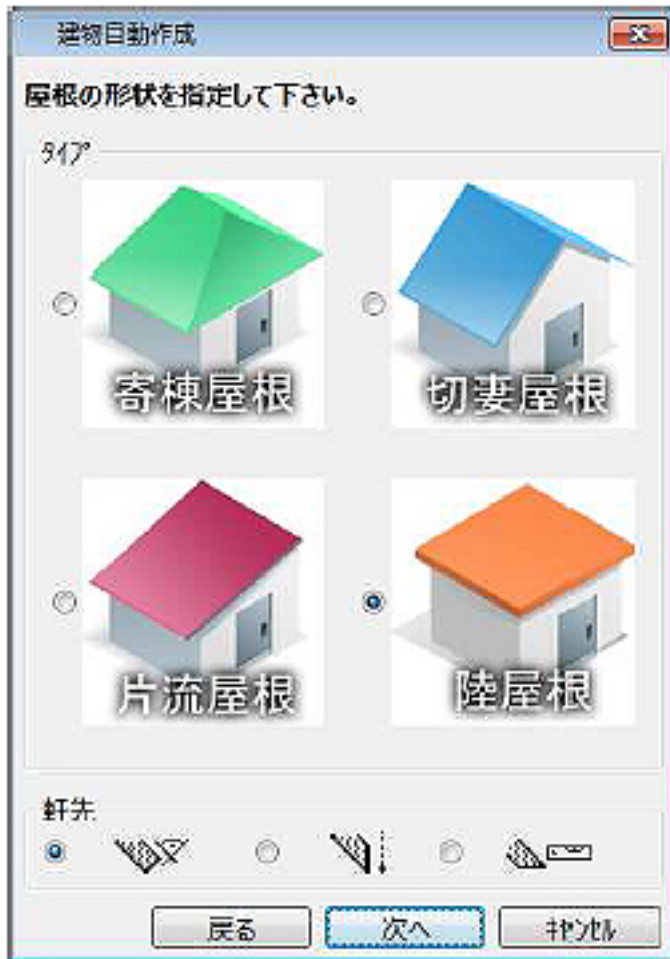 建物自動作成
屋根の形状を指定して下さい。
ﾀｲﾌﾟ
寄棟屋根
切妻屋根
片流屋根
陸屋根
軒先
戻る
次へ
ｷｬﾝｾﾙ